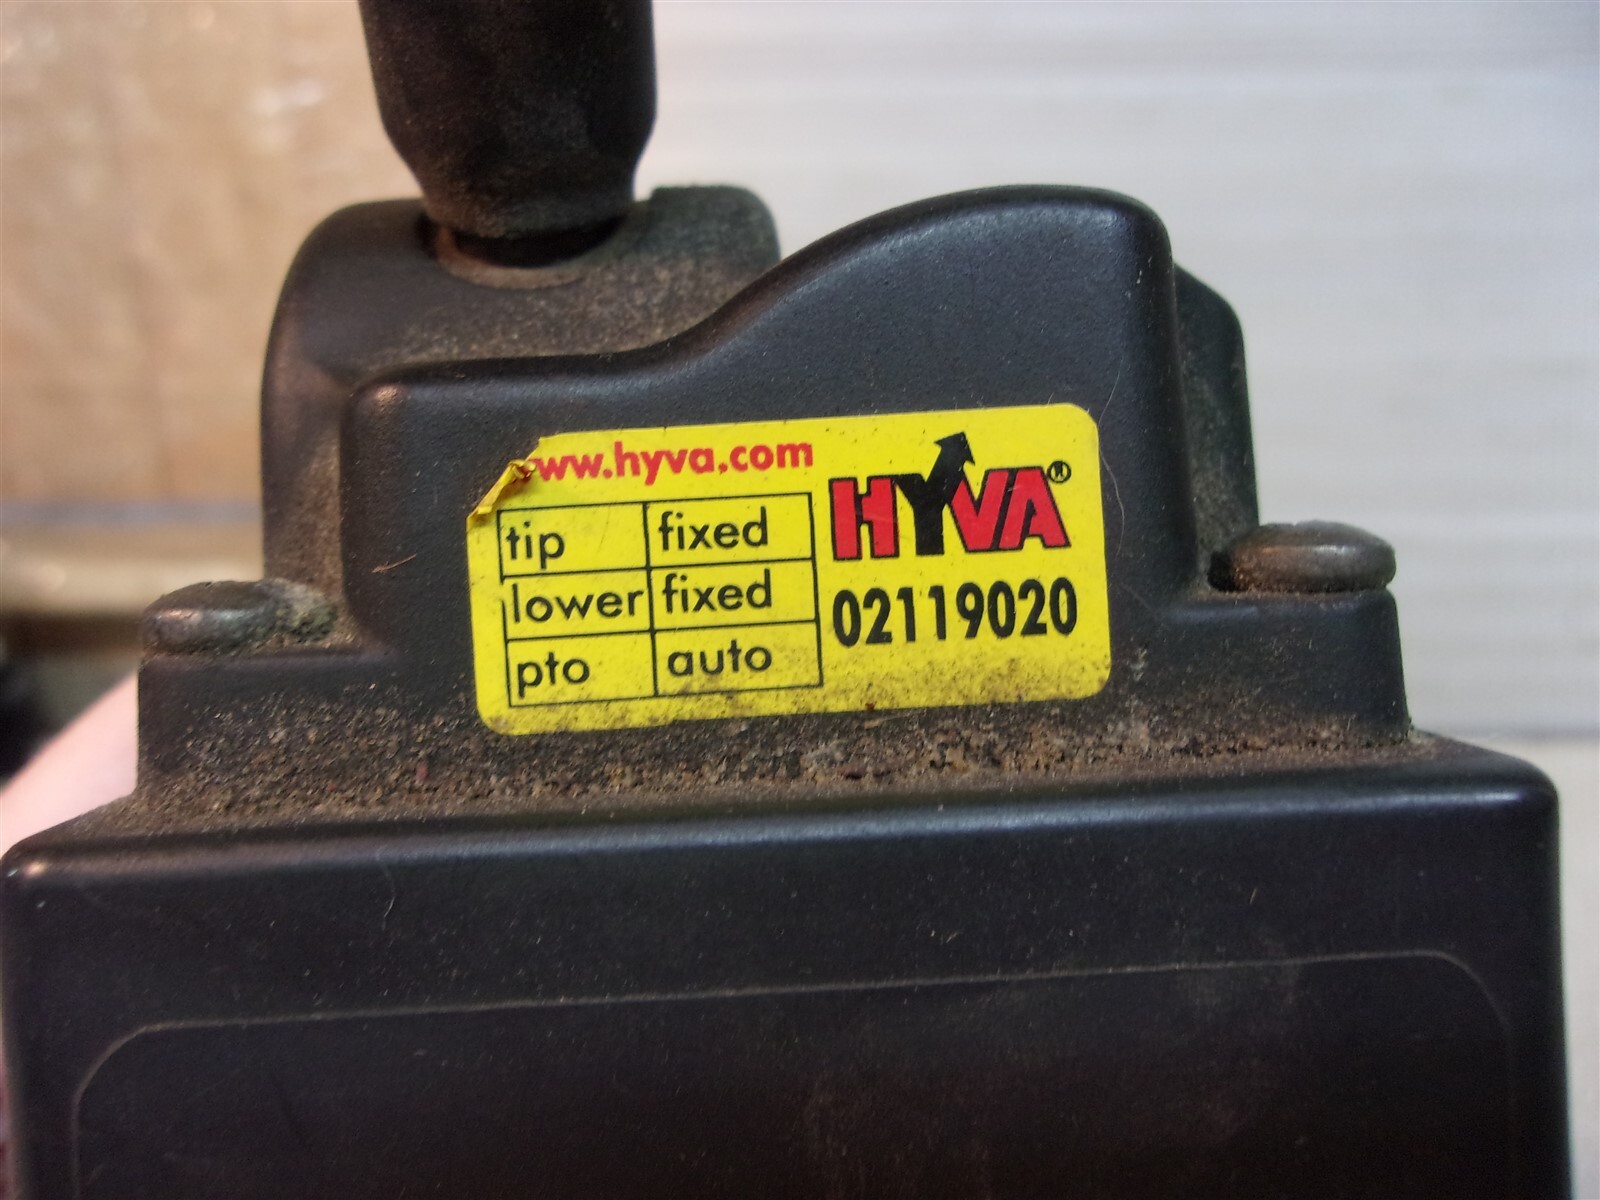 www.hyva.com
HYVA®
tip fixed
lower fixed
pto auto
02119020